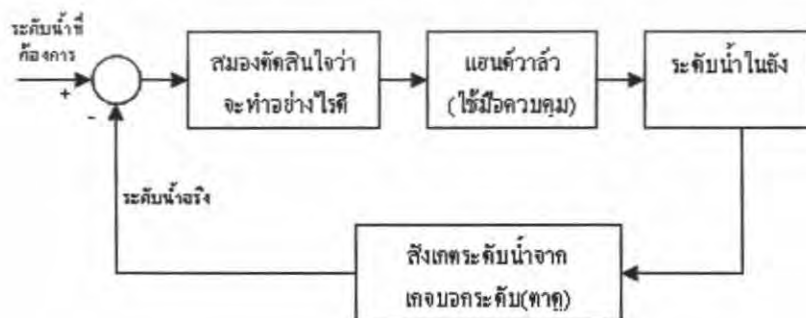 ระดับน้ำที่
ต้องการ
+
-
สมองตัดสินใจว่า
จะทำอย่างไรดี
แฮนด์วาล์ว
(ใช้มือควบคุม)
ระดับน้ำในถัง
ระดับน้ำจริง
สังเกตระดับน้ำจาก
เกจบอกระดับ(ตาดู)